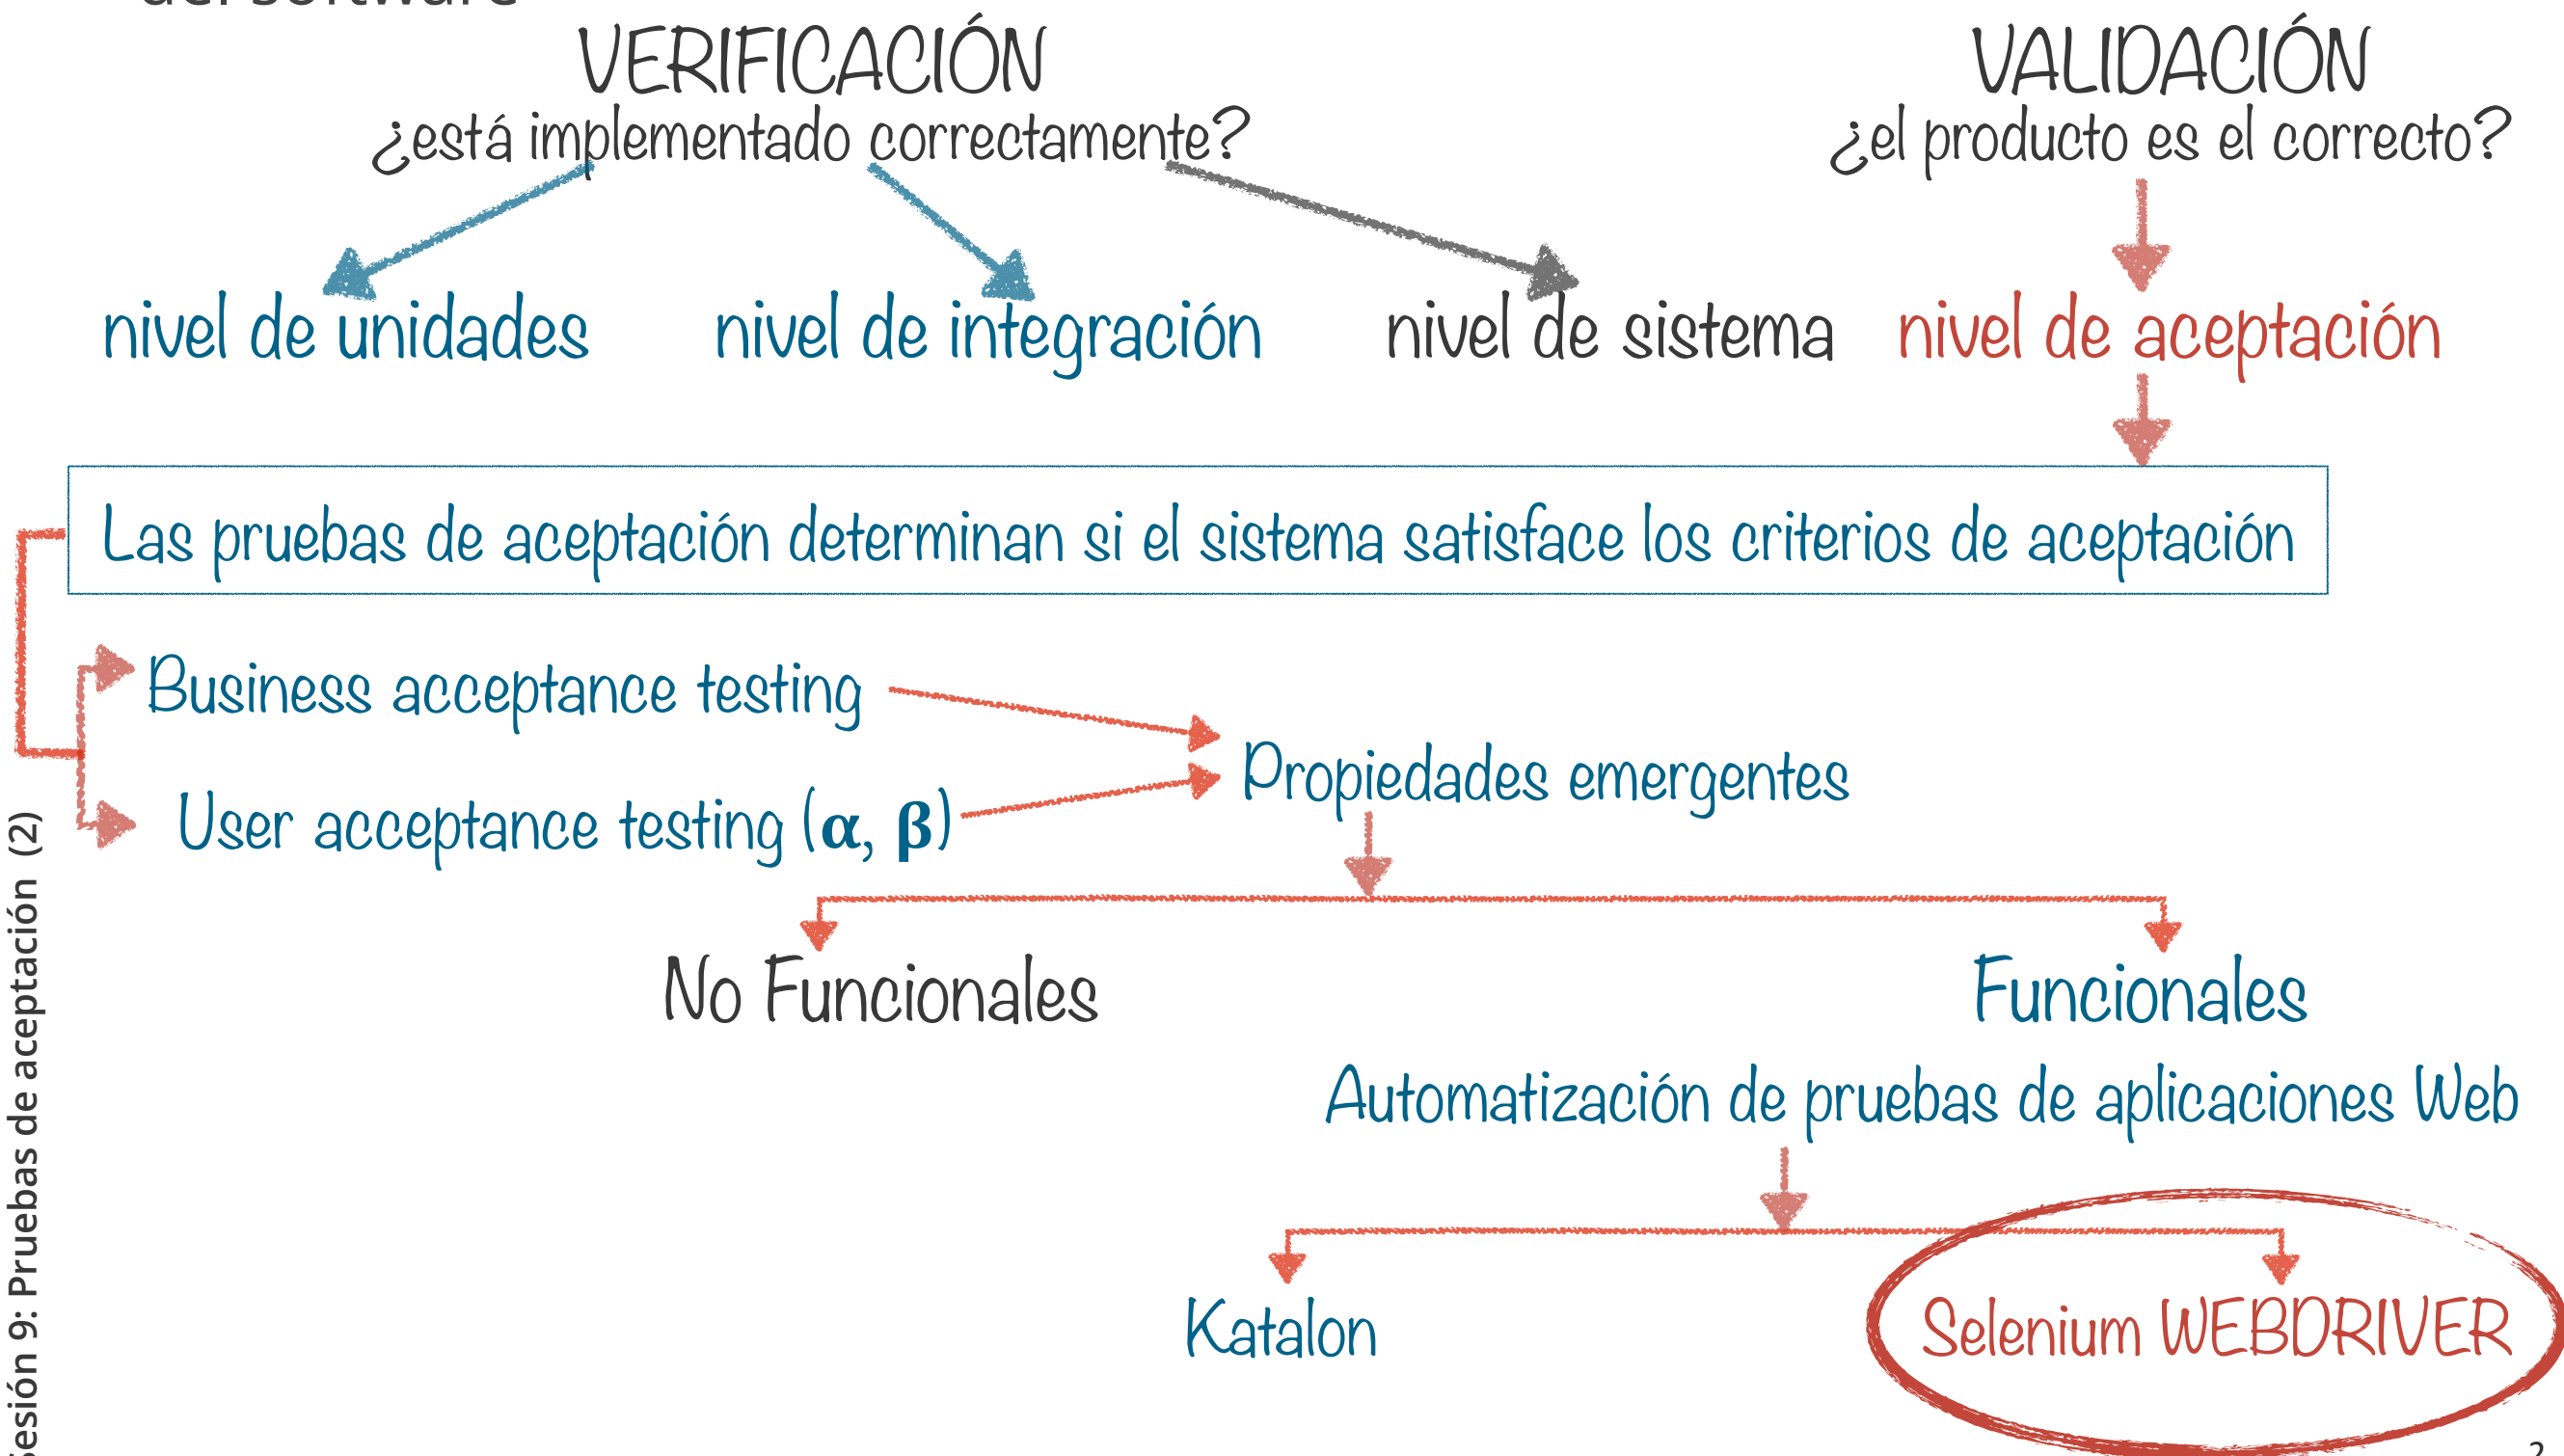 del software
VERIFICACIÓN
¿está implementado correctamente?
VALIDACIÓN
¿el producto es el correcto?
nivel de unidades
nivel de integración
nivel de sistema
nivel de aceptación
Las pruebas de aceptación determinan si el sistema satisface los criterios de aceptación
Business acceptance testing
User acceptance testing (α, β)
Propiedades emergentes
No Funcionales
Funcionales
Automatización de pruebas de aplicaciones Web
Katalon
Selenium WEBDRIVER
Sesión 9: Pruebas de aceptación (2)
2